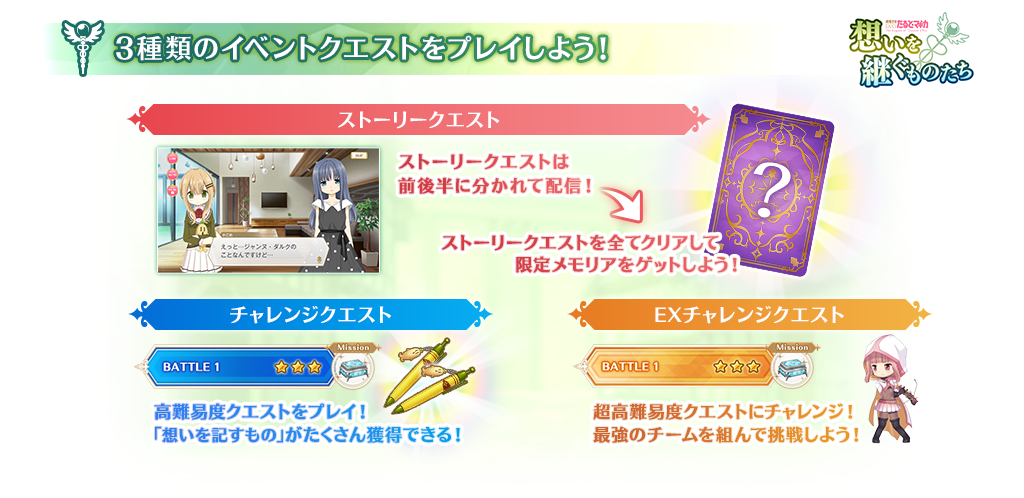 3種類のイベントクエストをプレイしよう！
たるとマギカ
想いを
継ぐものたち
ストーリークエスト
ストーリークエストは
前後半に分かれて配信！
えっと…ジャンヌ・ダルクの
ことなんですけど…
?
ストーリークエストを全てクリアして
限定メモリアをゲットしよう！
チャレンジクエスト
EXチャレンジクエスト
Mission
BATTLE 1
Mission
BATTLE 1
高難易度クエストをプレイ！
「想いを記すもの」がたくさん獲得できる！
超高難易度クエストにチャレンジ！
最強のチームを組んで挑戦しよう！